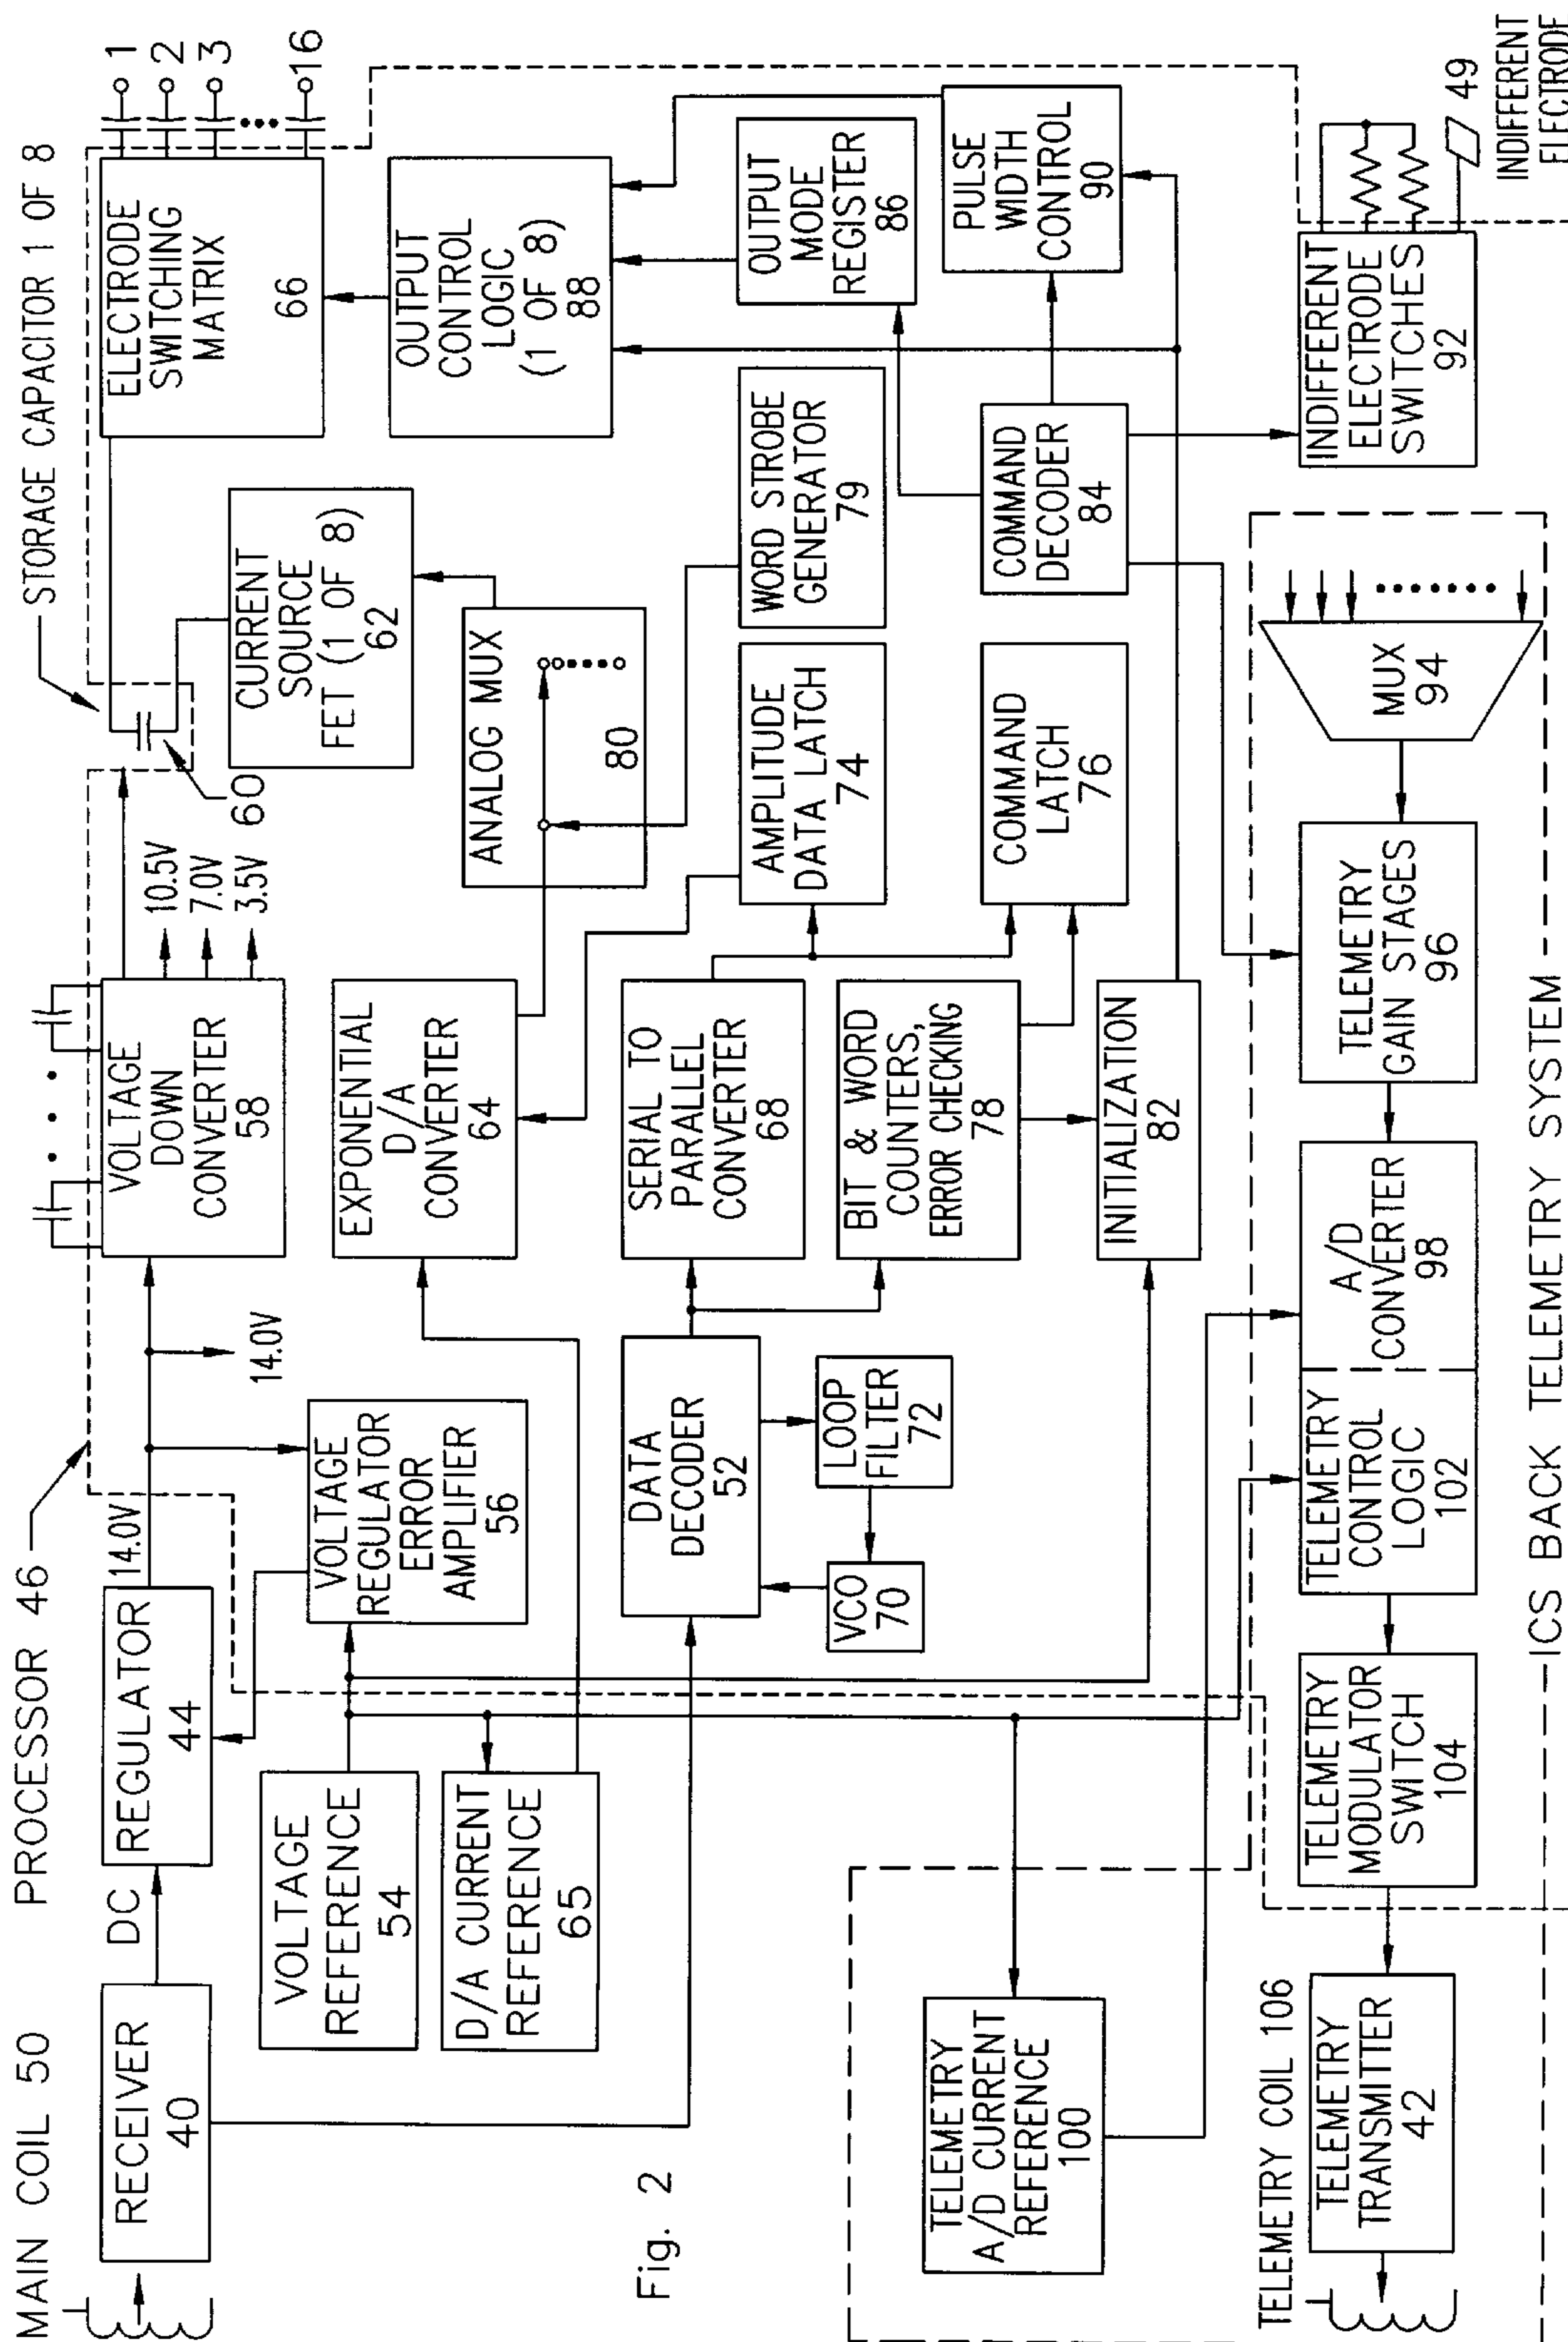 MAIN COIL 50
PROCESSOR 46
STORAGE CAPACITOR 1 OF 8
RECEIVER
40
DC
REGULATOR
44
14.0V
14.0V
VOLTAGE
DOWN
CONVERTER
58
10.5V
7.0V
3.5V
60
ELECTRODE
SWITCHING
MATRIX
66
1
2
3
16
VOLTAGE
REFERENCE
54
D/A CURRENT
REFERENCE
65
VOLTAGE
REGULATOR
ERROR
AMPLIFIER
56
EXPONENTIAL
D/A
CONVERTER
64
CURRENT
SOURCE
FET (1 OF 8)
62
ANALOG MUX
80
OUTPUT
CONTROL
LOGIC
(1 OF 8)
88
DATA
DECODER
52
LOOP
FILTER
72
VCO
70
SERIAL TO
PARALLEL
CONVERTER
68
BIT & WORD
COUNTERS,
ERROR CHECKING
78
INITIALIZATION
82
AMPLITUDE
DATA LATCH
74
COMMAND
LATCH
76
WORD STROBE
GENERATOR
79
COMMAND
DECODER
84
OUTPUT
MODE
REGISTER
86
PULSE
WIDTH
CONTROL
90
Fig. 2
TELEMETRY
A/D CURRENT
REFERENCE
100
TELEMETRY COIL 106
TELEMETRY
TRANSMITTER
42
TELEMETRY
MODULATOR
SWITCH
104
TELEMETRY
CONTROL
LOGIC
102
A/D
CONVERTER
98
TELEMETRY
GAIN STAGES
96
MUX
94
INDIFFERENT
ELECTRODE
SWITCHES
92
49
INDIFFERENT
ELECTRODE
ICS BACK TELEMETRY SYSTEM